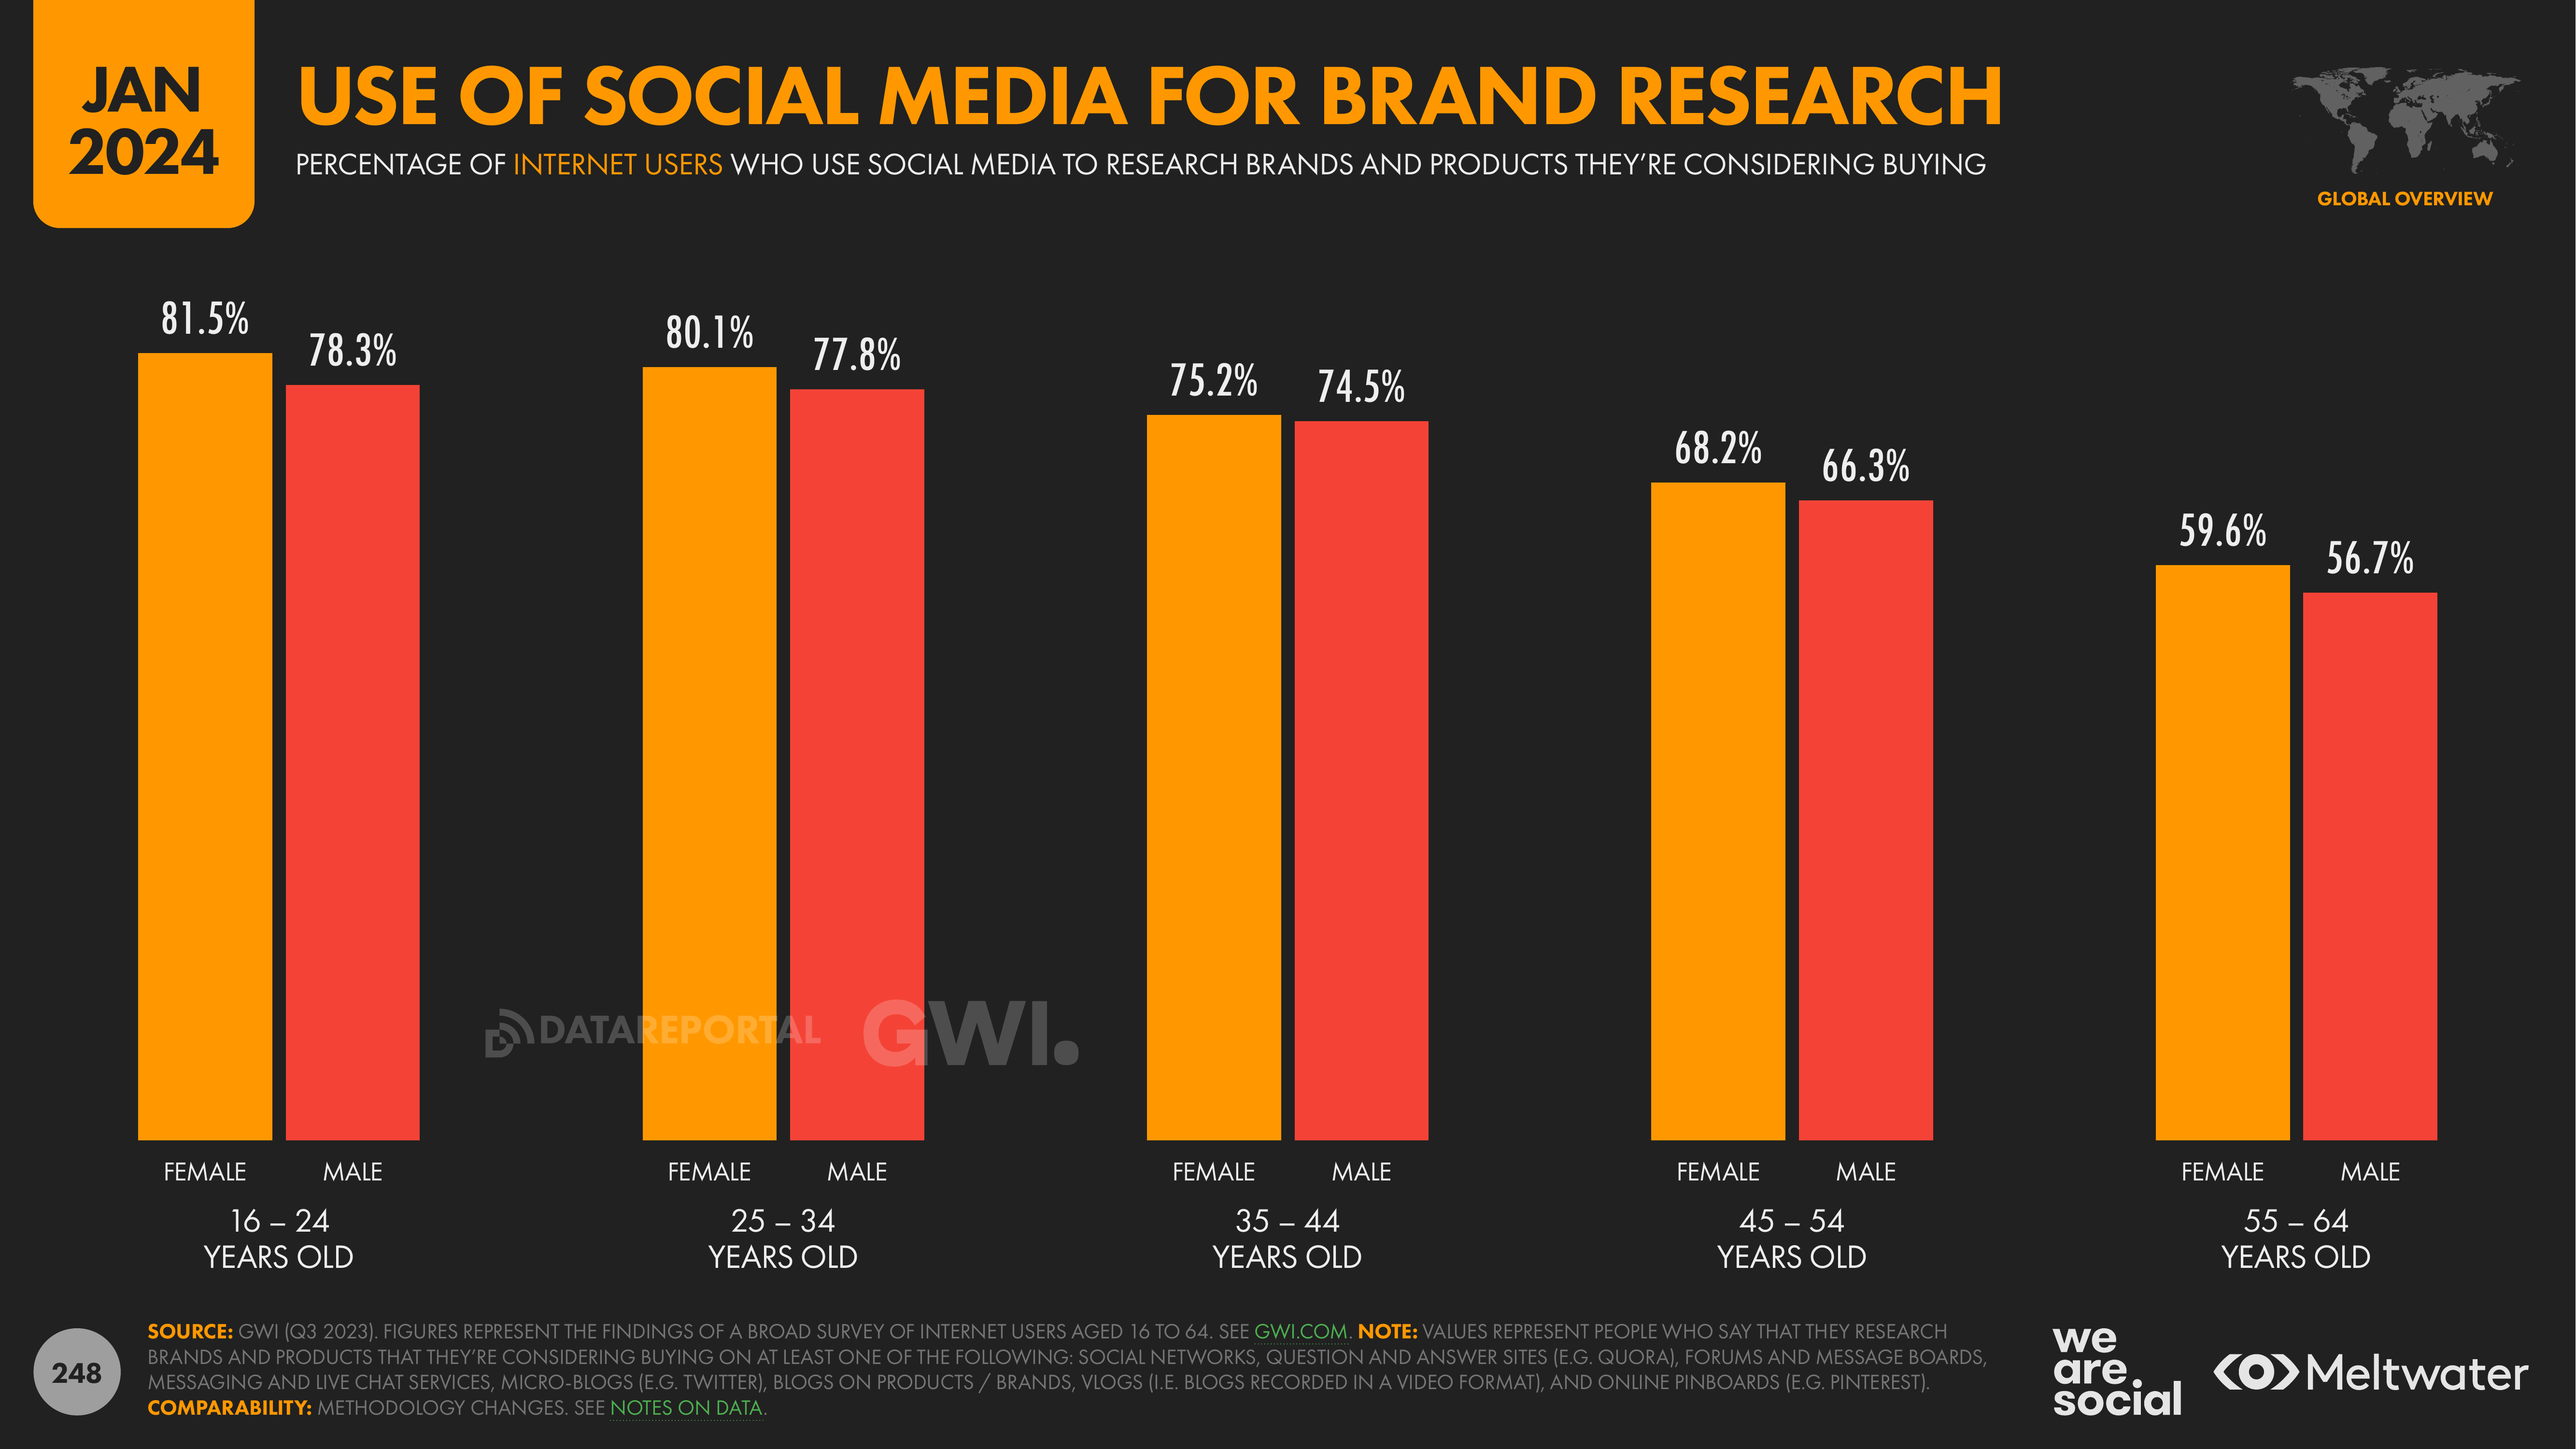 JAN
2024
USE OF SOCIAL MEDIA FOR BRAND RESEARCH
PERCENTAGE OF INTERNET USERS WHO USE SOCIAL MEDIA TO RESEARCH BRANDS AND PRODUCTS THEY’RE CONSIDERING BUYING
GLOBAL OVERVIEW
81.5%
78.3%
80.1%
77.8%
75.2%
74.5%
68.2%
66.3%
59.6%
56.7%
DATAREPORTAL
GWI.
FEMALE MALE FEMALE MALE FEMALE MALE FEMALE MALE FEMALE MALE
16 – 24 25 – 34 35 – 44 45 – 54 55 – 64
YEARS OLD YEARS OLD YEARS OLD YEARS OLD YEARS OLD
248
SOURCE: GWI (Q3 2023). FIGURES REPRESENT THE FINDINGS OF A BROAD SURVEY OF INTERNET USERS AGED 16 TO 64. SEE GWI.COM. NOTE: VALUES REPRESENT PEOPLE WHO SAY THAT THEY RESEARCH
BRANDS AND PRODUCTS THAT THEY’RE CONSIDERING BUYING ON AT LEAST ONE OF THE FOLLOWING: SOCIAL NETWORKS, QUESTION AND ANSWER SITES (E.G. QUORA), FORUMS AND MESSAGE BOARDS,
MESSAGING AND LIVE CHAT SERVICES, MICRO-BLOGS (E.G. TWITTER), BLOGS ON PRODUCTS / BRANDS, VLOGS (I.E. BLOGS RECORDED IN A VIDEO FORMAT), AND ONLINE PINBOARDS (E.G. PINTEREST).
COMPARABILITY: METHODOLOGY CHANGES. SEE NOTES ON DATA.
we
are.
social
Meltwater